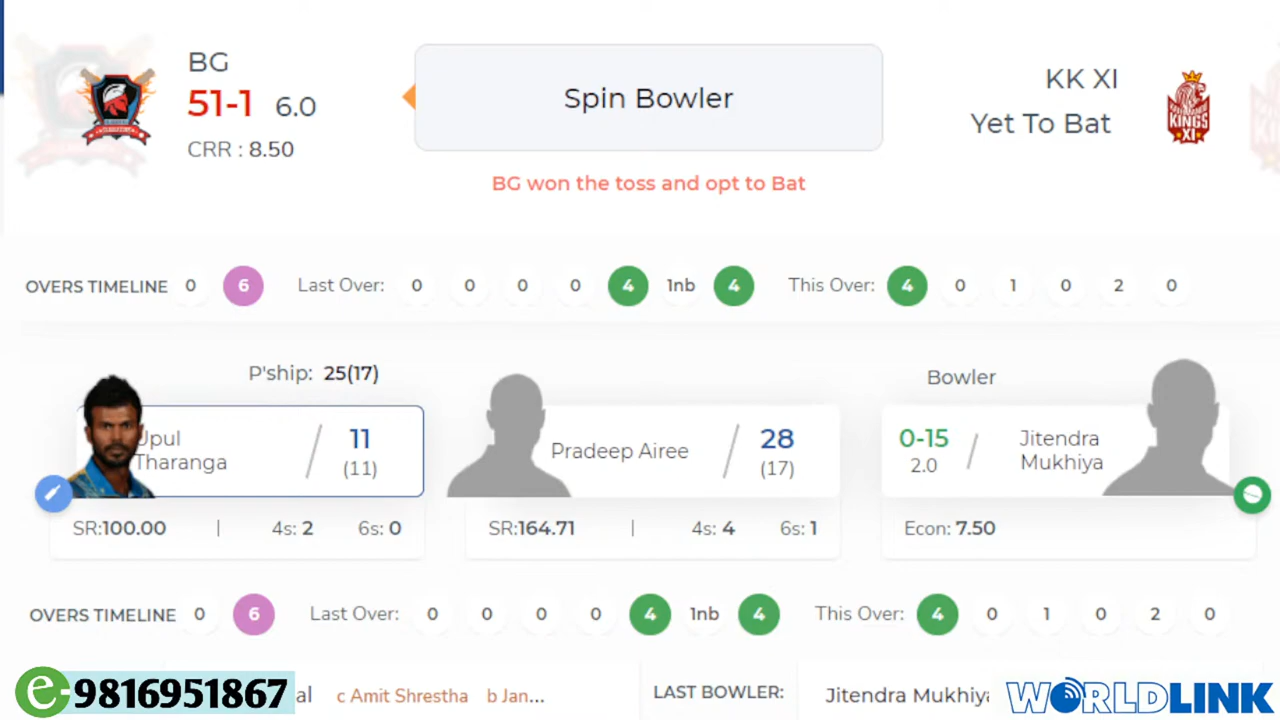 BG
51-1 6.0
CRR : 8.50
Spin Bowler
BG won the toss and opt to Bat
KK XI
Yet To Bat
KINGS
XI
OVERS TIMELINE 0 6 Last Over: 0 0 0 0 4 1nb 4 This Over: 4 0 1 0 2 0
P'ship: 25(17)
Upul
Tharanga
11
(11)
SR:100.00 | 4s: 2 6s: 0
Pradeep Airee
28
(17)
SR:164.71 | 4s: 4 6s: 1
Bowler
0-15
2.0
Jitendra
Mukhiya
Econ: 7.50
OVERS TIMELINE 0 6 Last Over: 0 0 0 0 4 1nb 4 This Over: 4 0 1 0 2 0
e-9816951867 al c Amit Shrestha b Jan... LAST BOWLER: Jitendra Mukhiya WORLDLINK